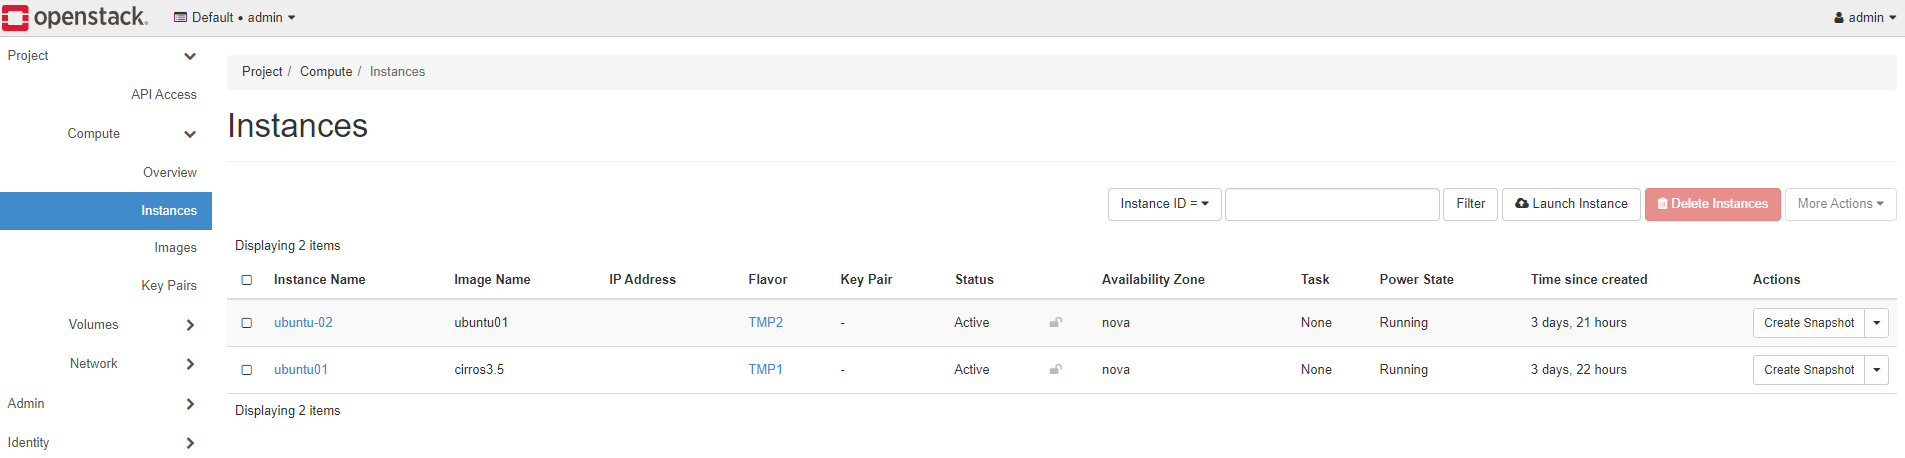 openstack. Default • admin admin
Project
API Access
Compute
Overview
Instances
Images
Key Pairs
Volumes
Network
Admin
Identity
Project / Compute / Instances
Instances
Instance ID = Filter Launch Instance Delete Instances More Actions
Displaying 2 items
Instance Name Image Name IP Address Flavor Key Pair Status Availability Zone Task Power State Time since created Actions
ubuntu-02 ubuntu01 TMP2 - Active nova None Running 3 days, 21 hours Create Snapshot
ubuntu01 cirros3.5 TMP1 - Active nova None Running 3 days, 22 hours Create Snapshot
Displaying 2 items